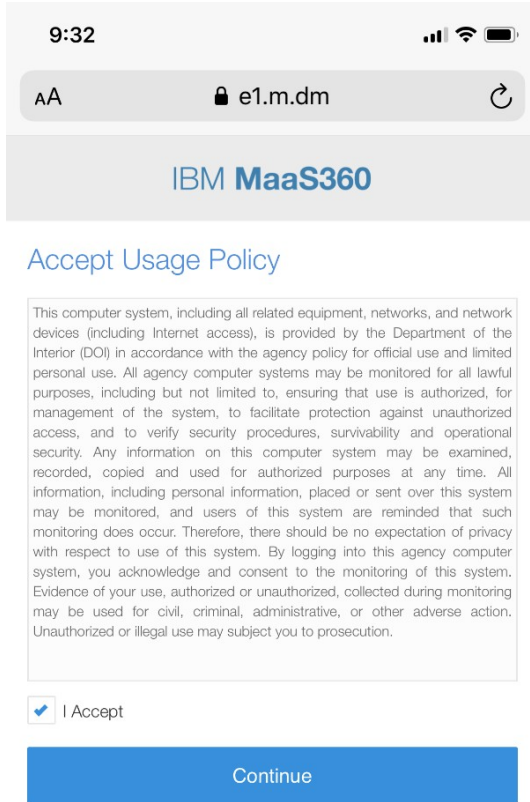 9:32
AA e1.m.dm
IBM MaaS360
Accept Usage Policy
This computer system, including all related equipment, networks, and network
devices (including Internet access), is provided by the Department of the
Interior (DOI) in accordance with the agency policy for official use and limited
personal use. All agency computer systems may be monitored for all lawful
purposes, including but not limited to, ensuring that use is authorized, for
management of the system, to facilitate protection against unauthorized
access, and to verify security procedures, survivability and operational
security. Any information on this computer system may be examined,
recorded, copied and used for authorized purposes at any time. All
information, including personal information, placed or sent over this system
may be monitored, and users of this system are reminded that such
monitoring does occur. Therefore, there should be no expectation of privacy
with respect to use of this system. By logging into this agency computer
system, you acknowledge and consent to the monitoring of this system.
Evidence of your use, authorized or unauthorized, collected during monitoring
may be used for civil, criminal, administrative, or other adverse action.
Unauthorized or illegal use may subject you to prosecution.
I Accept
Continue